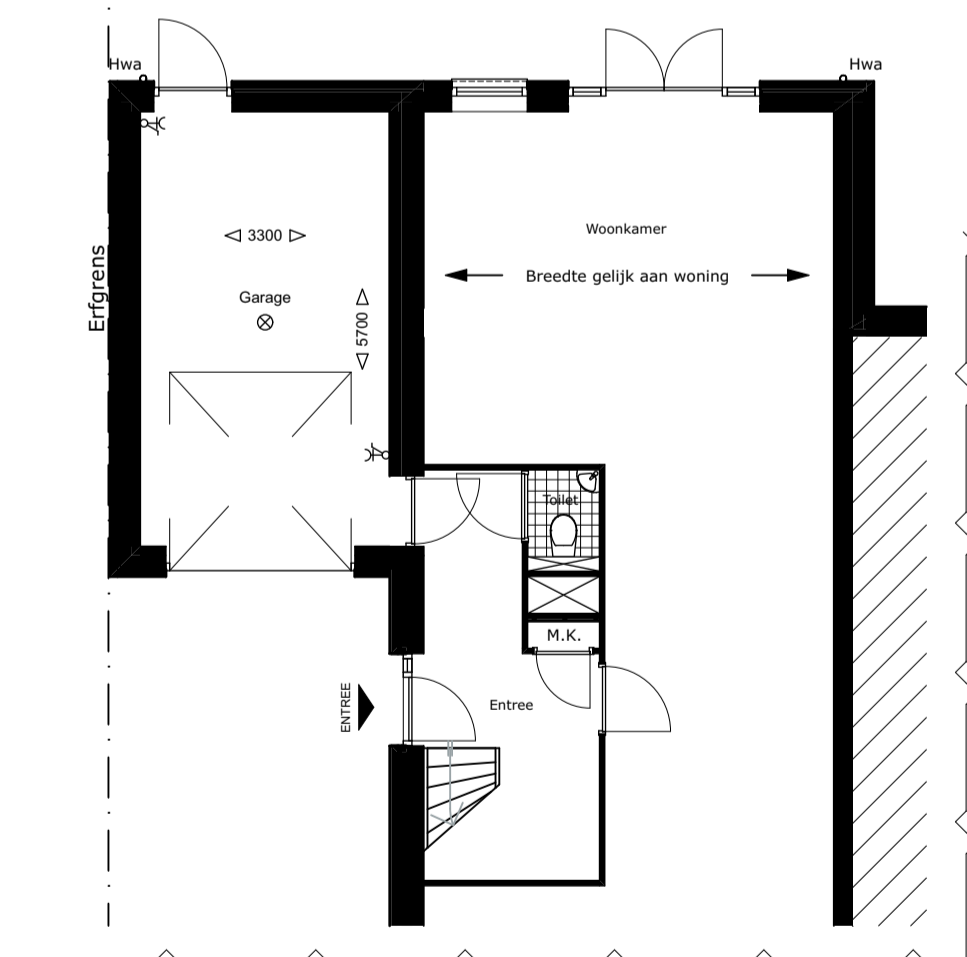 Hwa
Hwa
Woonkamer
3300
Breedte gelijk aan woning
Erfgrens
Garage
5700
Toilet
M.K.
ENTREE
Entree